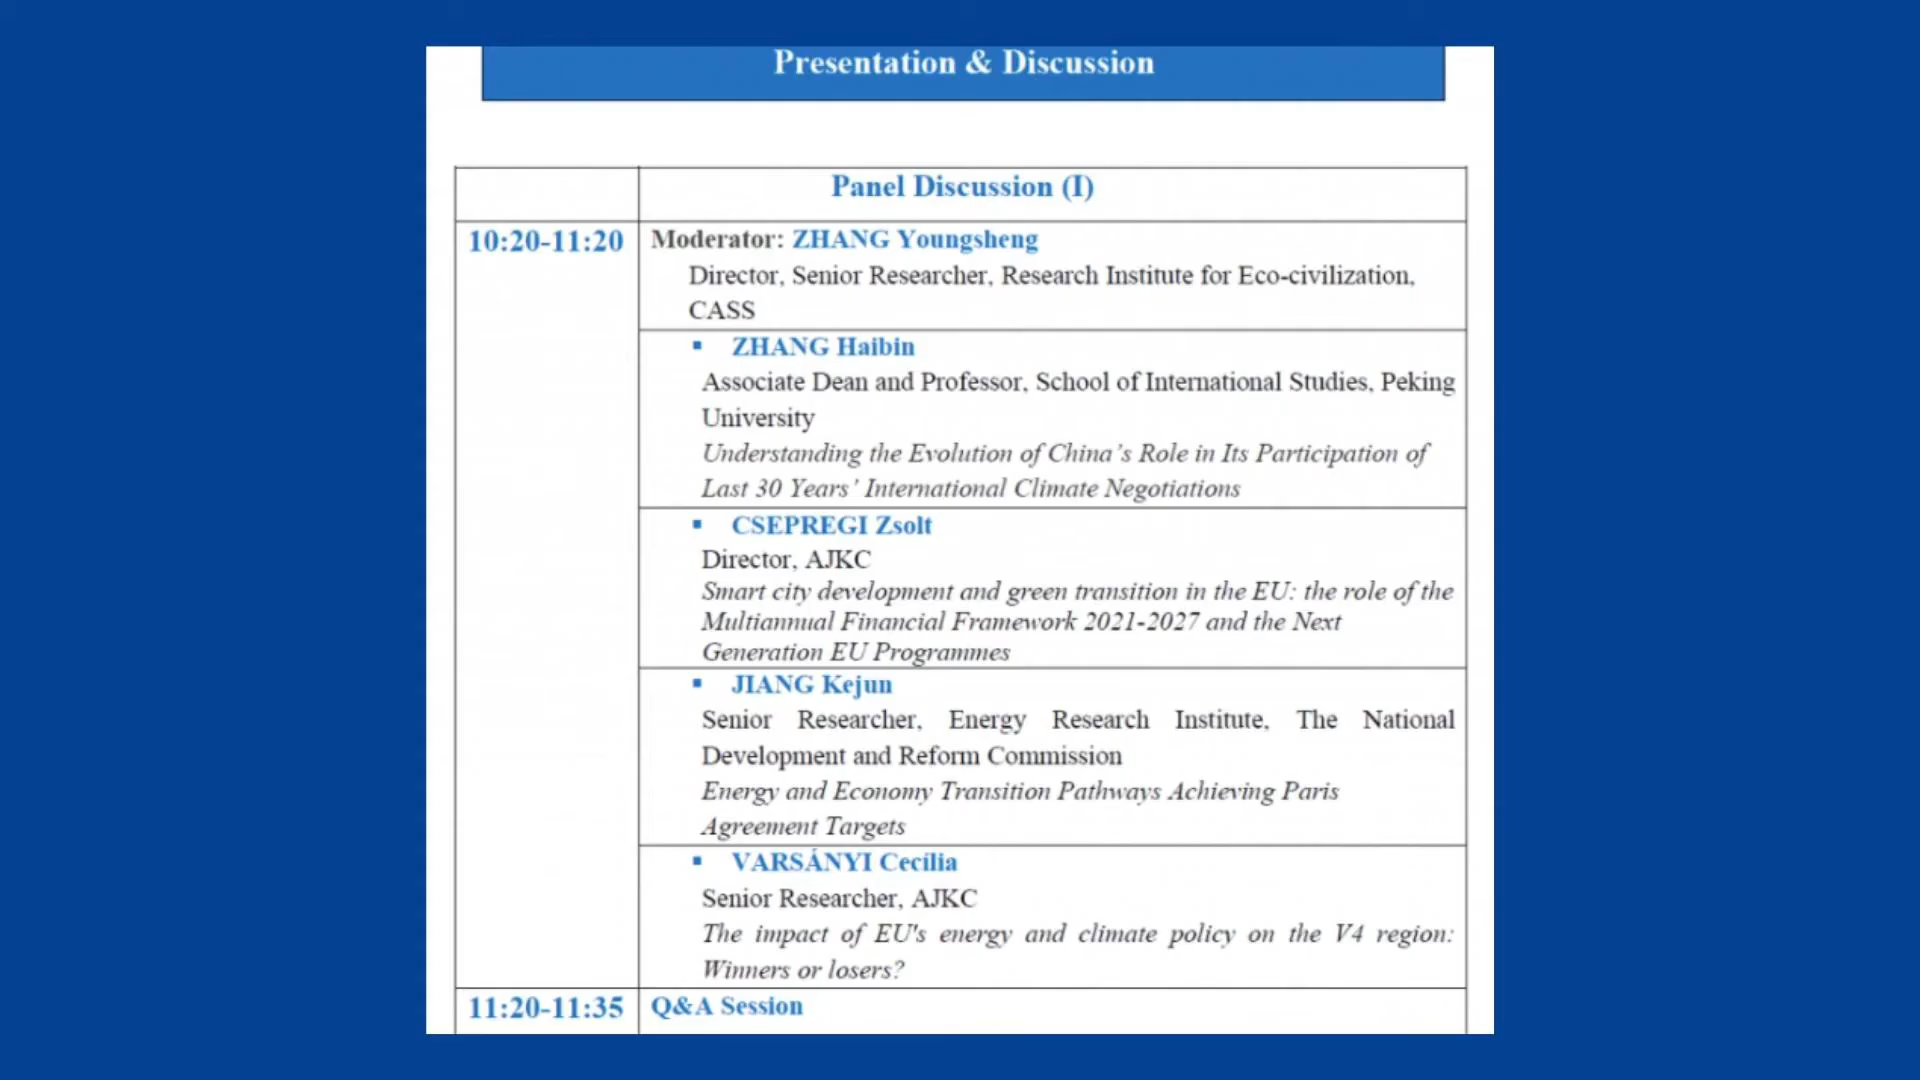 Presentation & Discussion
Panel Discussion (I)
10:20-11:20
Moderator: ZHANG Youngsheng
Director, Senior Researcher, Research Institute for Eco-civilization,
CASS
▪ ZHANG Haibin
Associate Dean and Professor, School of International Studies, Peking
University
Understanding the Evolution of China’s Role in Its Participation of
Last 30 Years’ International Climate Negotiations
▪ CSEPREGI Zsolt
Director, AJKC
Smart city development and green transition in the EU: the role of the
Multiannual Financial Framework 2021-2027 and the Next
Generation EU Programmes
▪ JIANG Kejun
Senior Researcher, Energy Research Institute, The National
Development and Reform Commission
Energy and Economy Transition Pathways Achieving Paris
Agreement Targets
▪ VARSÁNYI Cecília
Senior Researcher, AJKC
The impact of EU's energy and climate policy on the V4 region:
Winners or losers?
11:20-11:35
Q&A Session